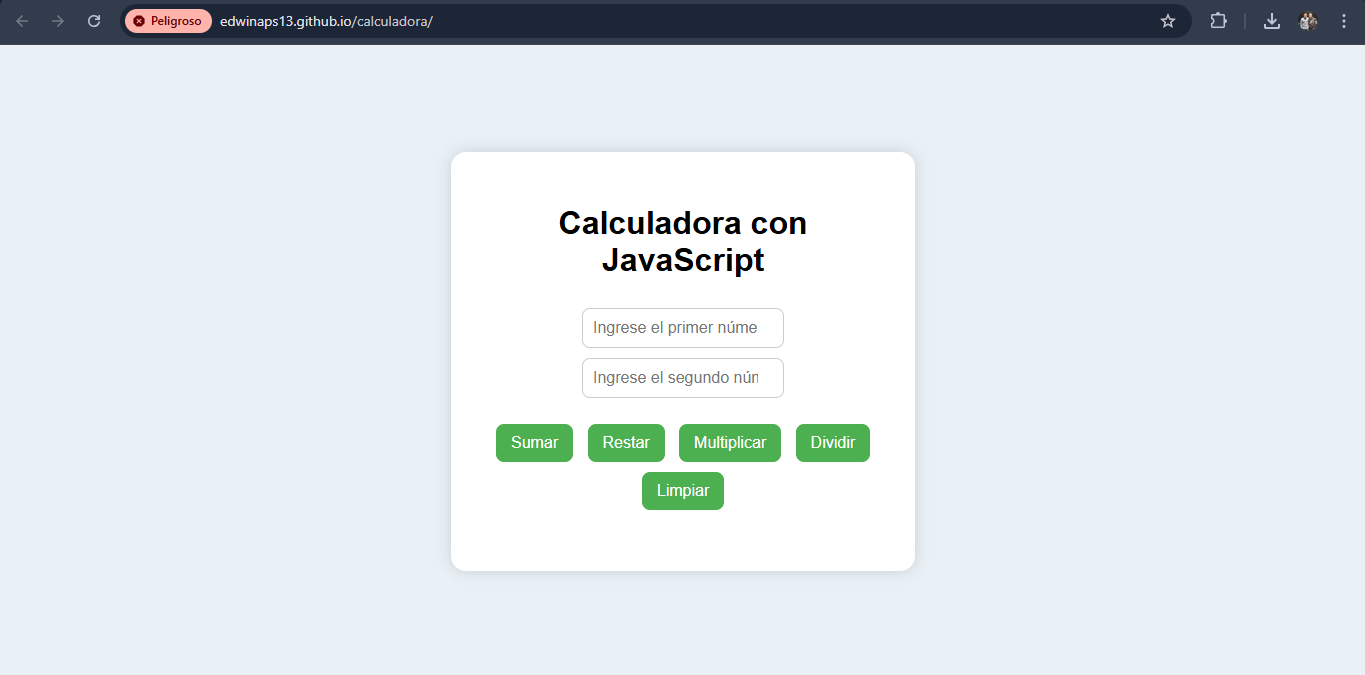 Peligroso edwinaps13.github.io/calculadora/
Calculadora con
JavaScript
Ingrese el primer núme
Ingrese el segundo nún
Sumar Restar Multiplicar Dividir
Limpiar